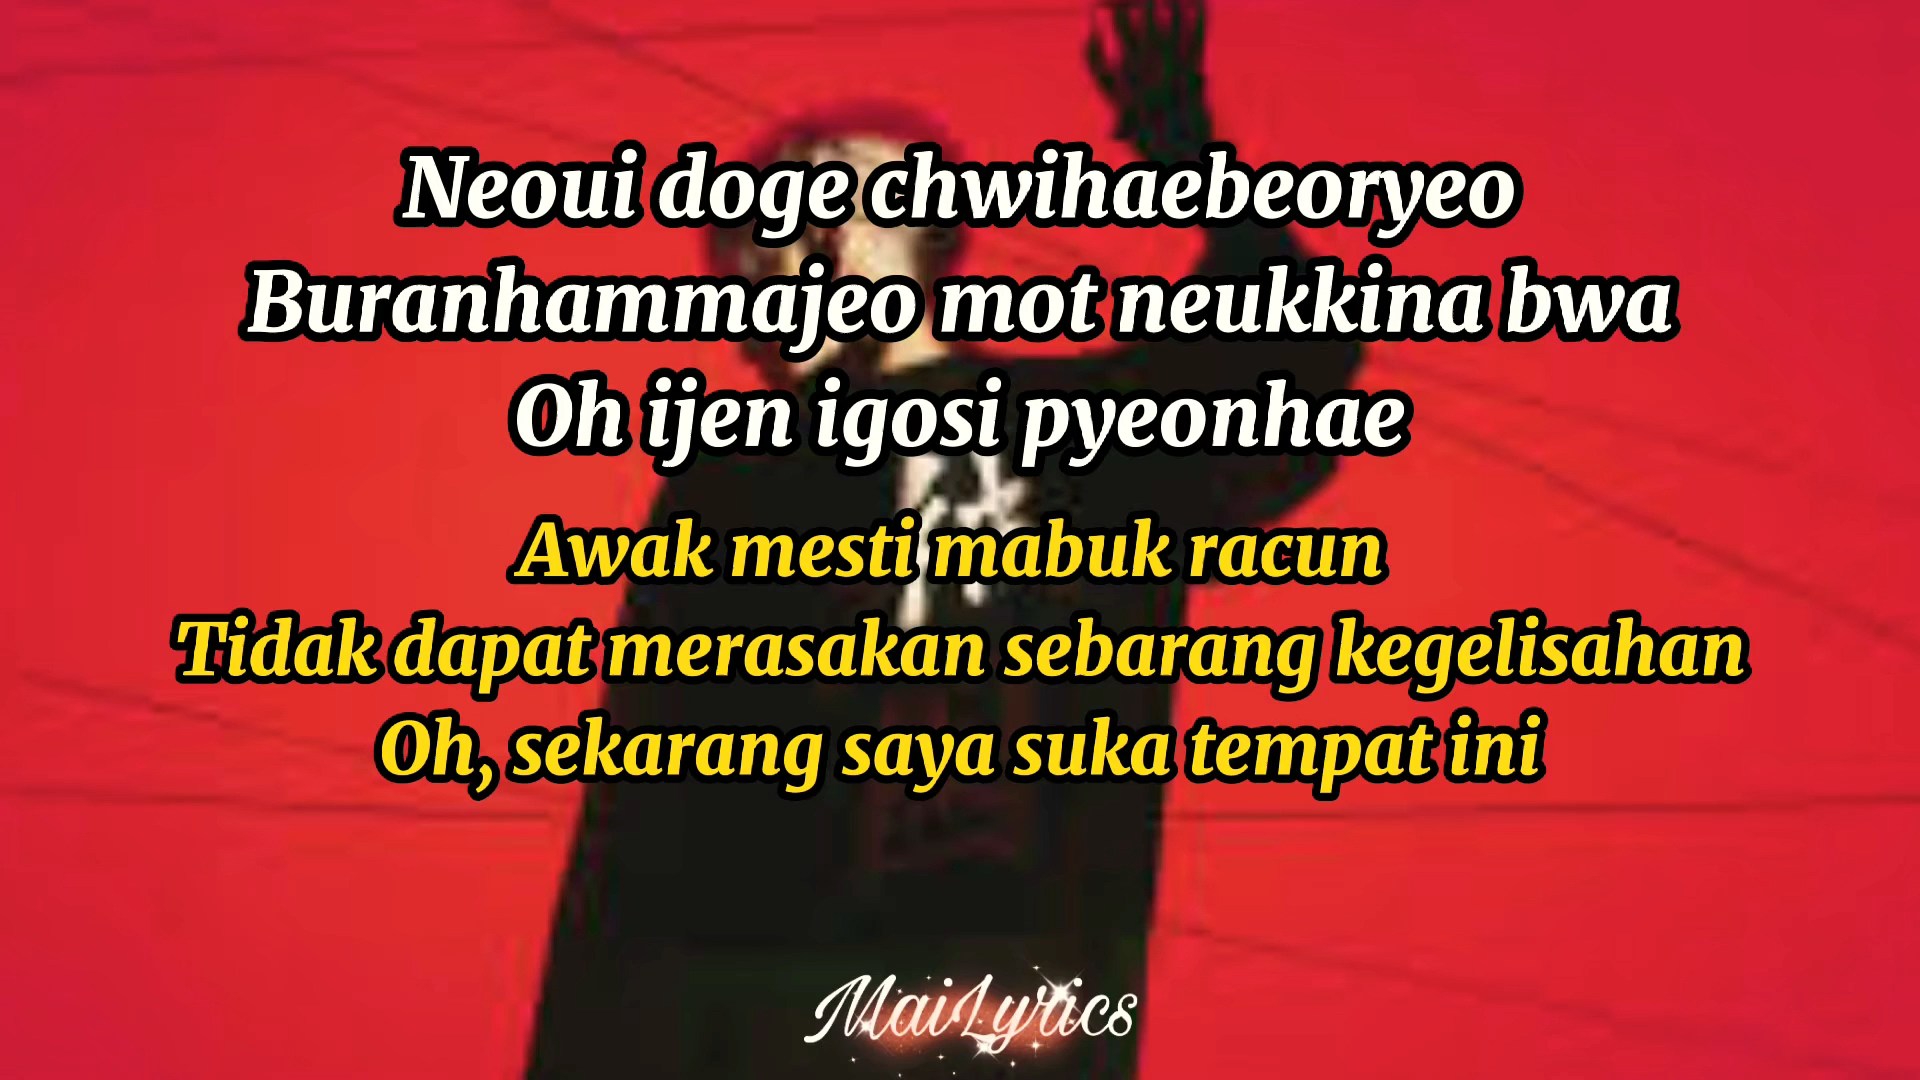 Neoui doge chwihaebeoryeo
Buranhammajeo mot neukkina bwa
Oh ijen igosi pyeonhae
Awak mesti mabuk racun
Tidak dapat merasakan sebarang kegelisahan
Oh, sekarang saya suka tempat ini
MaiLyrics